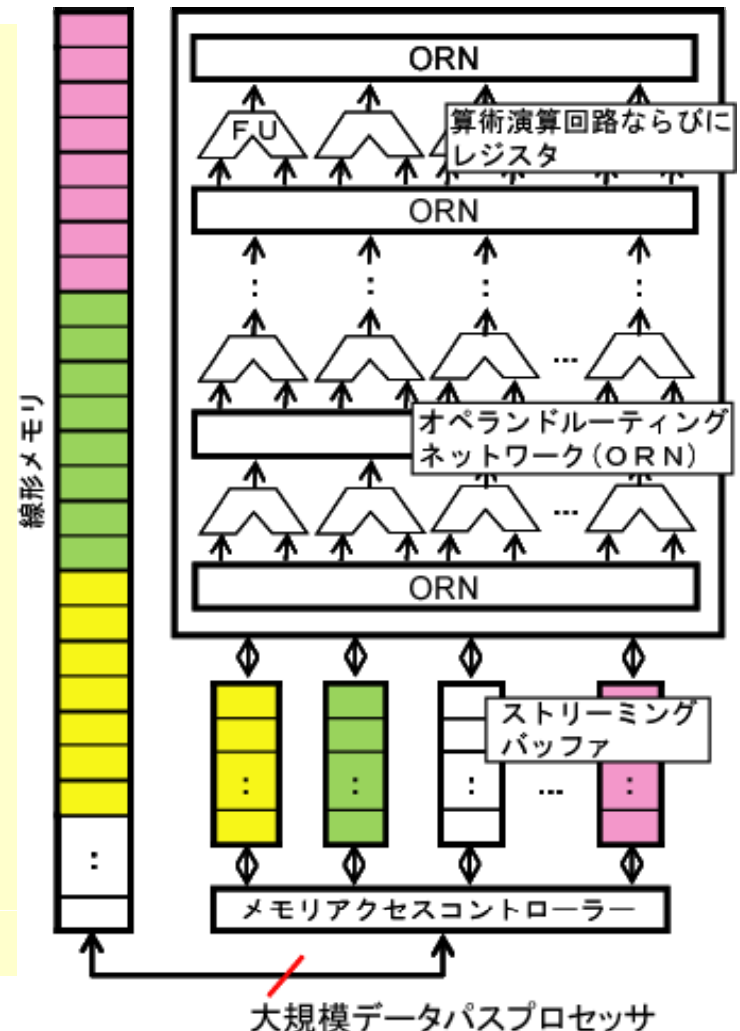 ORN
FU
算術演算回路ならびに
レジスタ
ORN
:
:
:
:
...
オペランドルーティング
ネットワーク(ORN)
...
ORN
線形メモリ
ストリーミング
バッファ
:
:
:
...
:
:
メモリアクセスコントローラー
大規模データパスプロセッサ